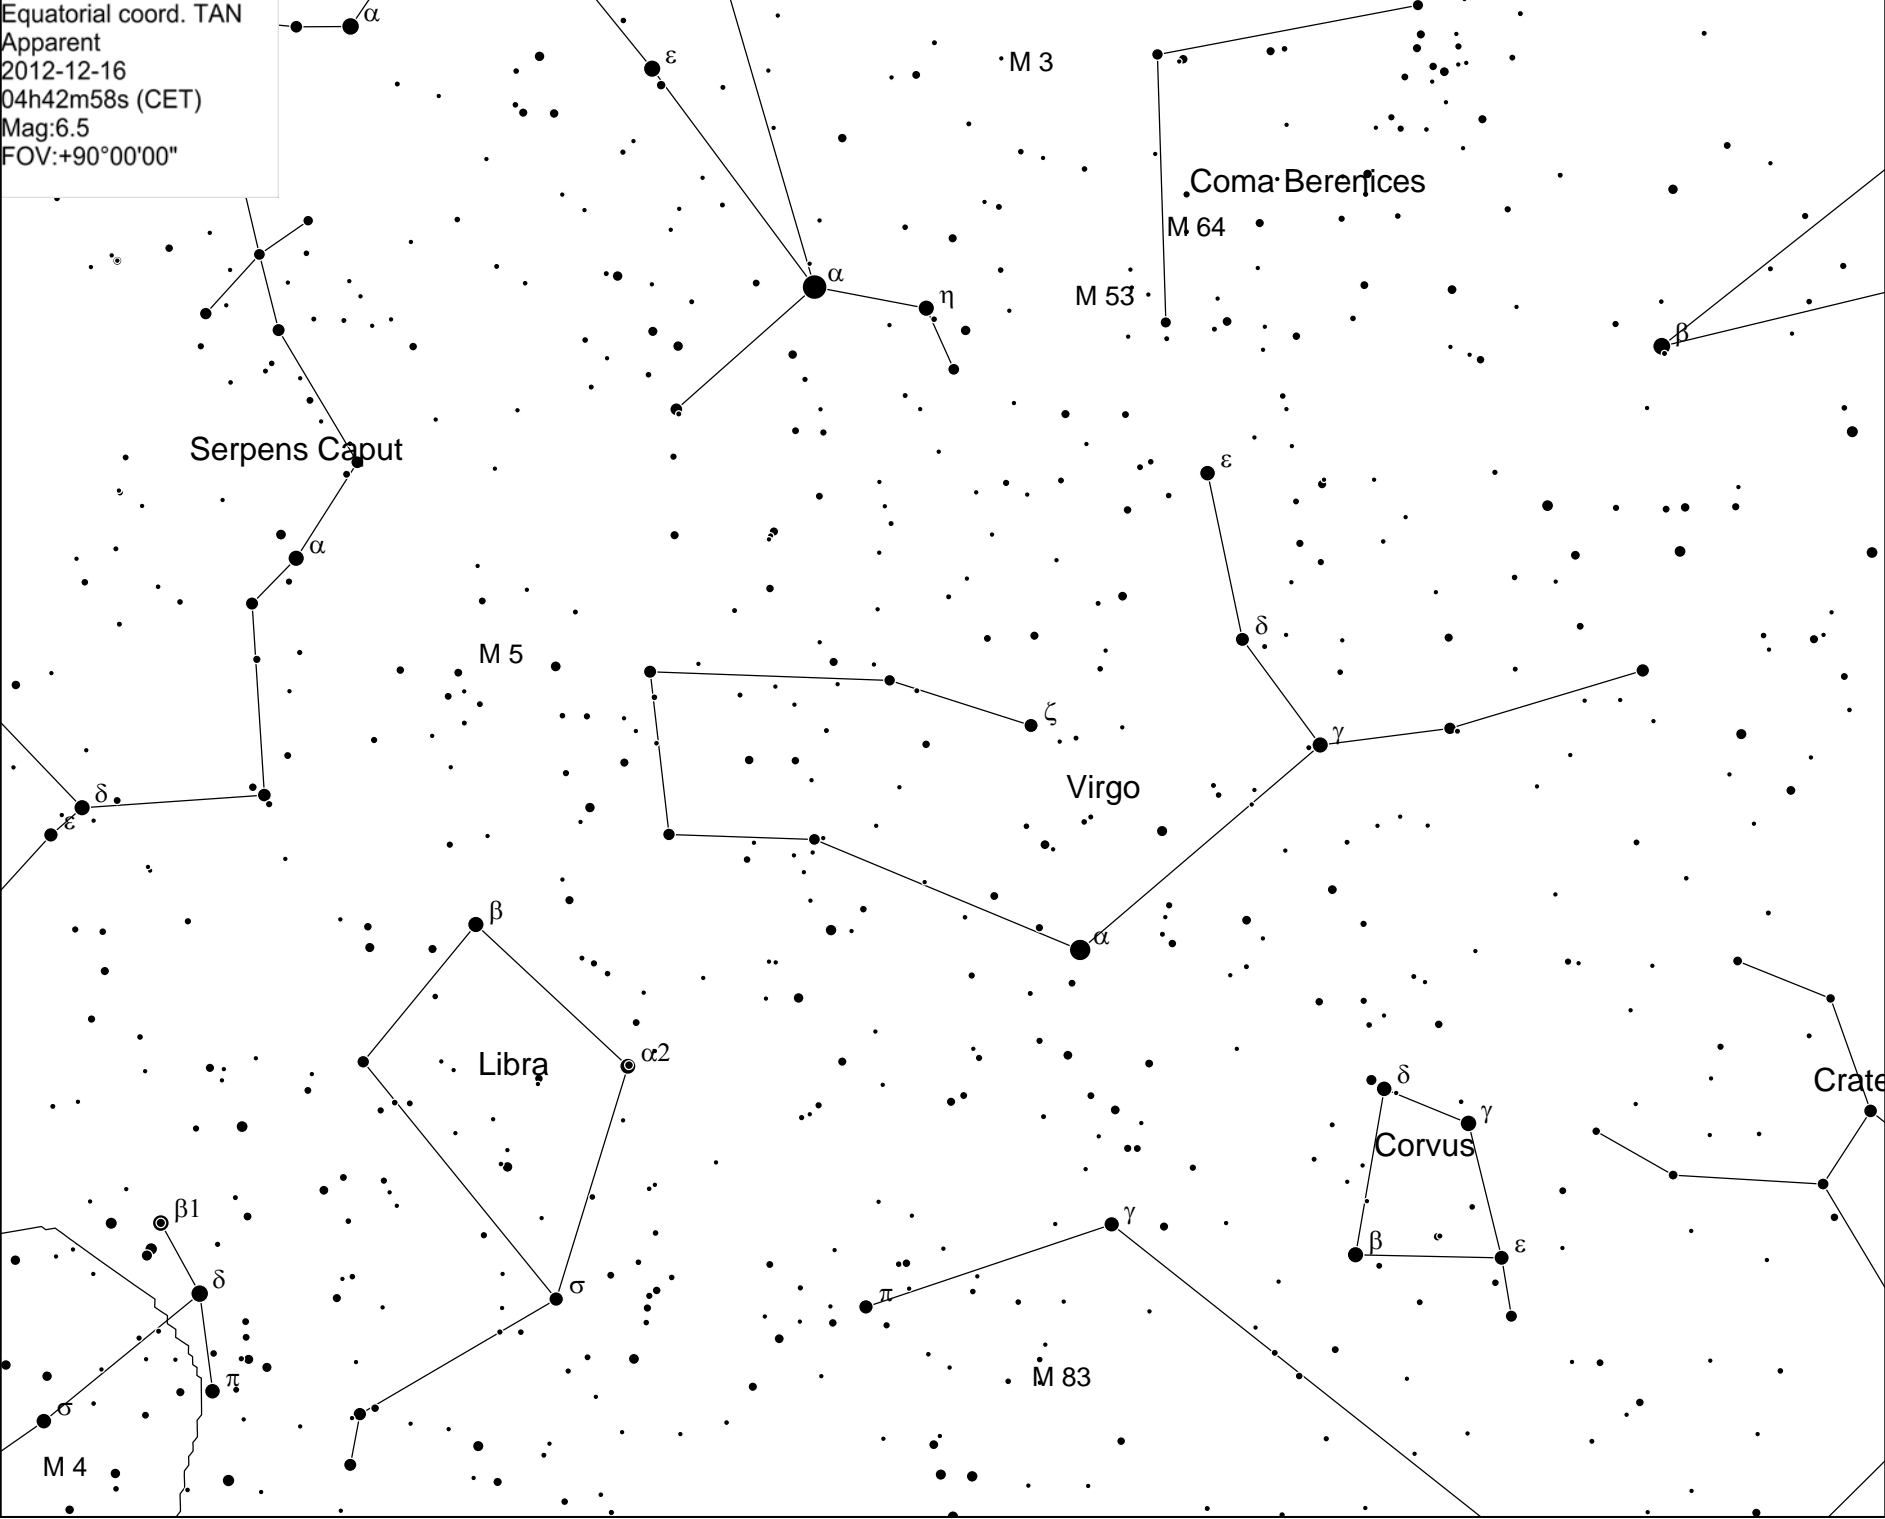 Equatorial coord. TAN
Apparent
2012-12-16
04h42m58s (CET)
Mag:6.5
FOV:+90°00'00"
α
ε
M 3
Coma Berenices
M 64
α
M 53
η
β
Serpens Caput
ε
α
δ
M 5
ζ
γ
Virgo
δ
ε
β
α
Libra
α2
δ
Crate
γ
Corvus
β1
γ
β
ε
δ
σ
π
π
M 83
σ
M 4